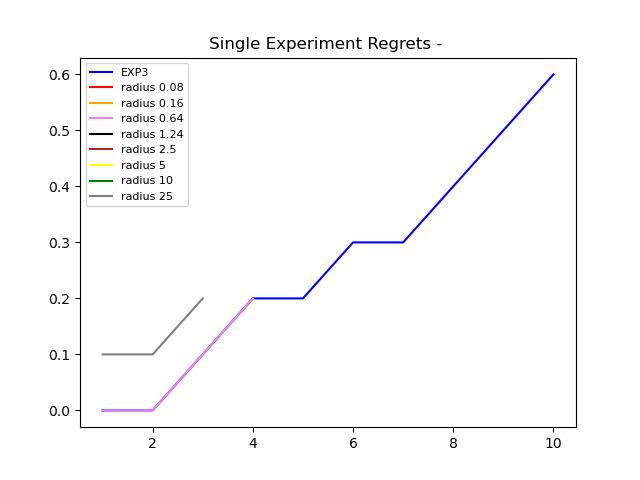 Single Experiment Regrets -
EXP3
radius 0.08
radius 0.16
radius 0.64
radius 1.24
radius 2.5
radius 5
radius 10
radius 25
0.6
0.5
0.4
0.3
0.2
0.1
0.0
2 4 6 8 10